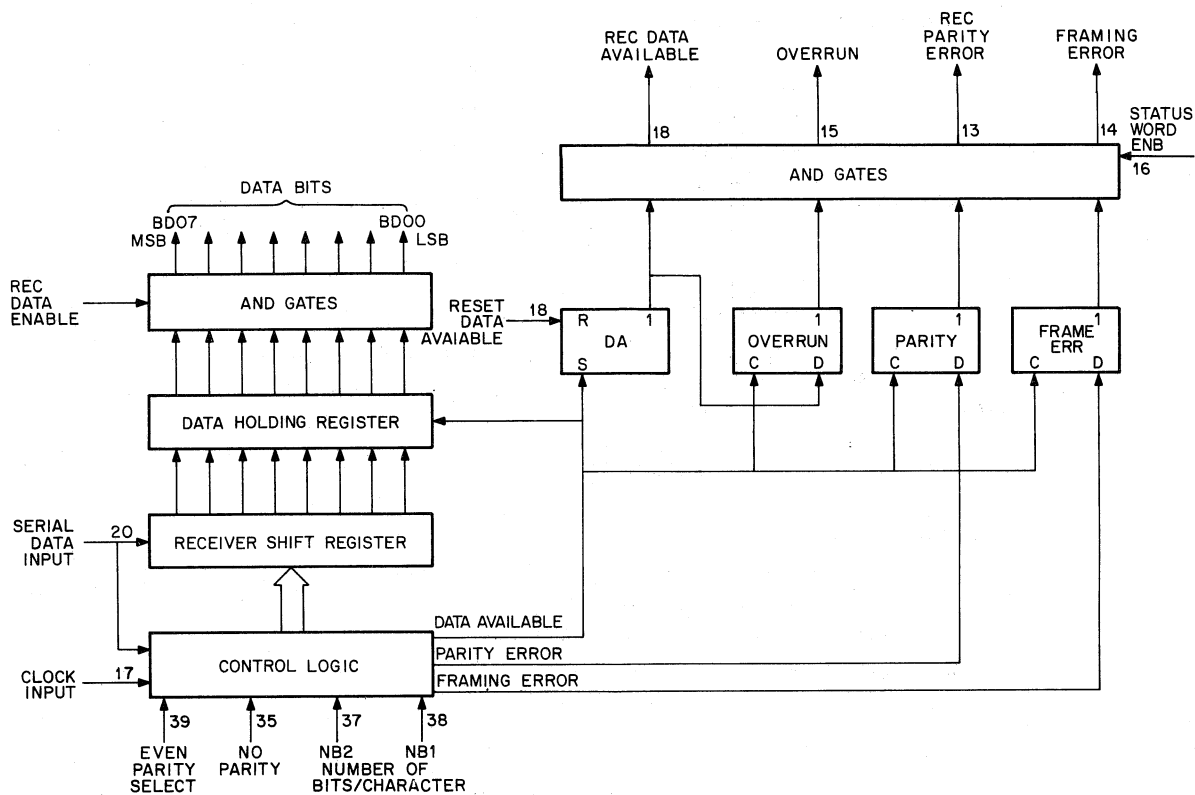 REC DATA
AVAILABLE
OVERRUN
REC
PARITY
ERROR
FRAMING
ERROR
18
15
13
14
STATUS
WORD
ENB
16
AND GATES
DATA BITS
BD07
BD00
MSB
LSB
REC
DATA
ENABLE
AND GATES
RESET
DATA
AVAIABLE
18
R 1
DA
S
1
OVERRUN
C D
1
PARITY
C D
1
FRAME
ERR
C D
DATA HOLDING REGISTER
SERIAL
DATA
INPUT
20
RECEIVER SHIFT REGISTER
DATA AVAILABLE
PARITY ERROR
FRAMING ERROR
CONTROL LOGIC
CLOCK
INPUT
17
39
35
37
38
EVEN
PARITY
SELECT
NO
PARITY
NB2 NB1
NUMBER OF
BITS/CHARACTER